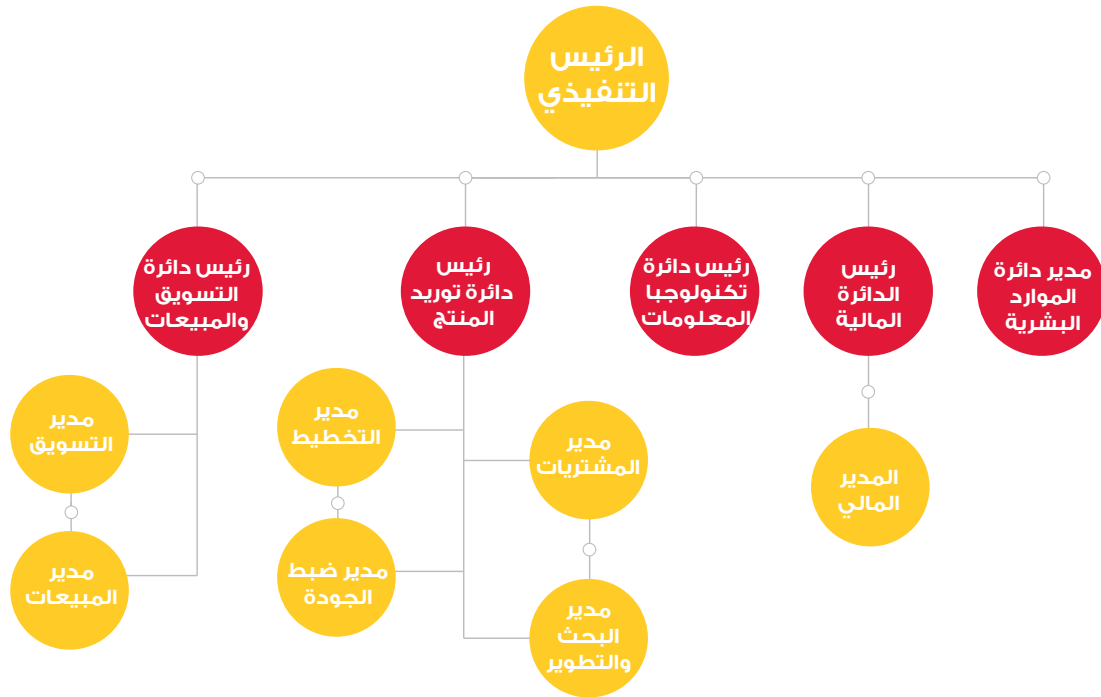 الرئيس
التنفيذي
مدير دائرة
الموارد
البشرية
رئيس
الدائرة
المالية
رئيس دائرة
تكنولوجبا
المعلومات
رئيس
دائرة توريد
المنتج
رئيس دائرة
التسويق
والمبيعات
المدير
المالي
مدير
المشتريات
مدير
البحث
والتطوير
مدير
التخطيط
مدير ضبط
الجودة
مدير
التسويق
مدير
المبيعات